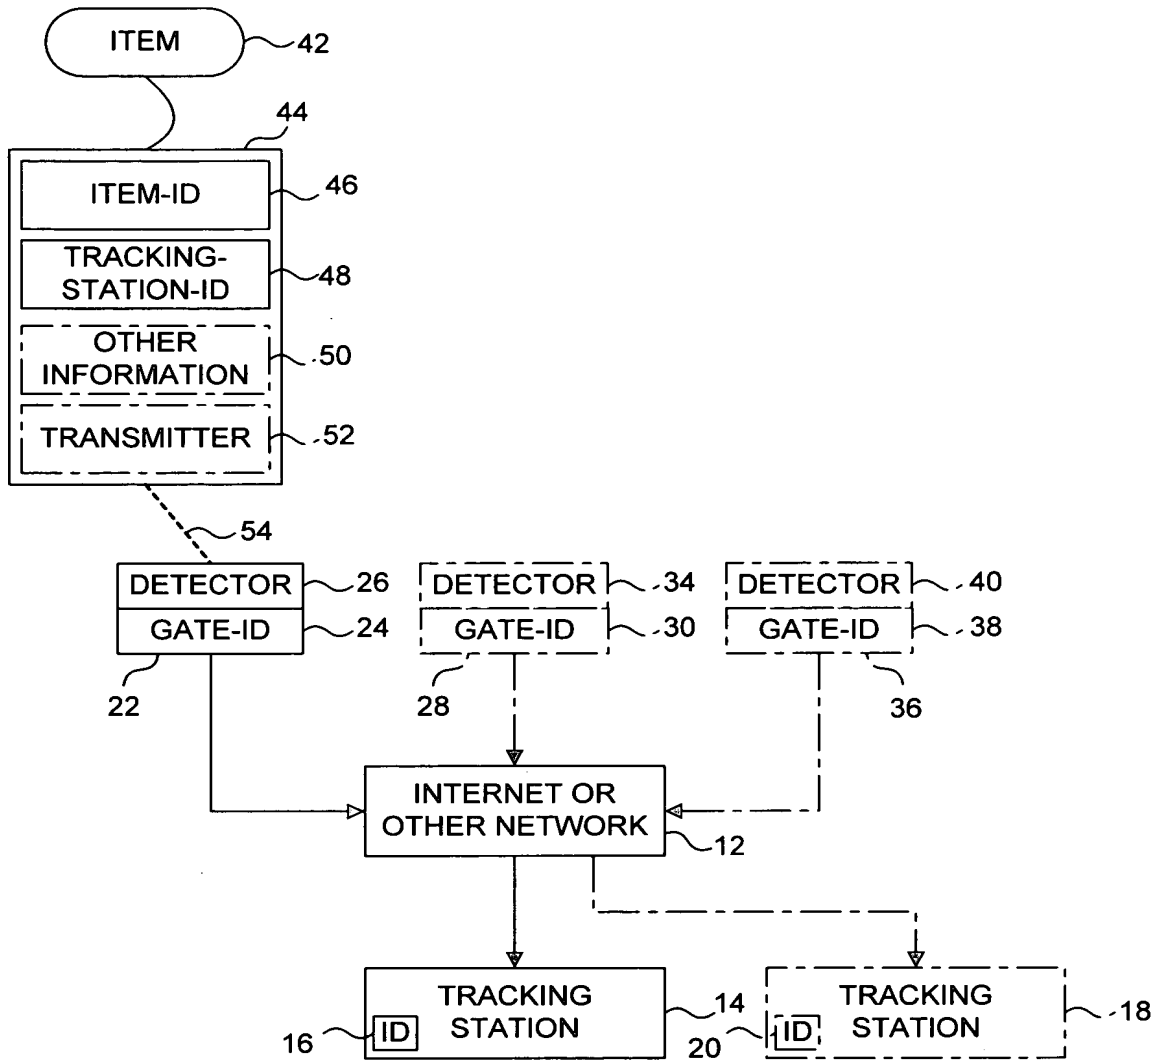 ITEM
42
44
ITEM-ID
46
TRACKING-
STATION-ID
48
OTHER
INFORMATION
50
TRANSMITTER
52
54
DETECTOR
26
DETECTOR
34
DETECTOR
40
GATE-ID
24
GATE-ID
30
GATE-ID
38
22
28
36
INTERNET OR
OTHER NETWORK
12
TRACKING
STATION
14
16
ID
TRACKING
STATION
18
20
ID